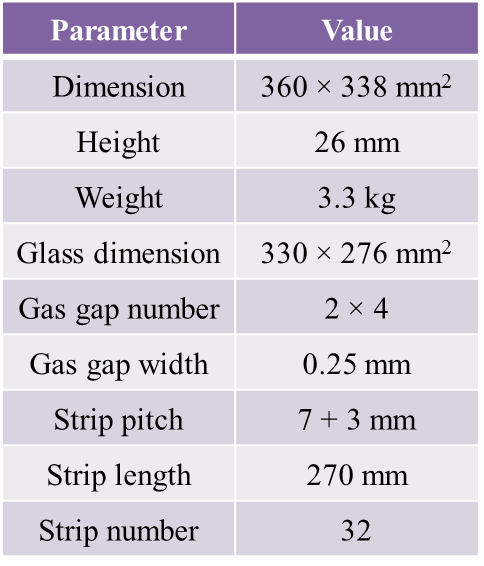 Parameter Value
Dimension 360 × 338 mm²
Height 26 mm
Weight 3.3 kg
Glass dimension 330 × 276 mm²
Gas gap number 2 × 4
Gas gap width 0.25 mm
Strip pitch 7 + 3 mm
Strip length 270 mm
Strip number 32